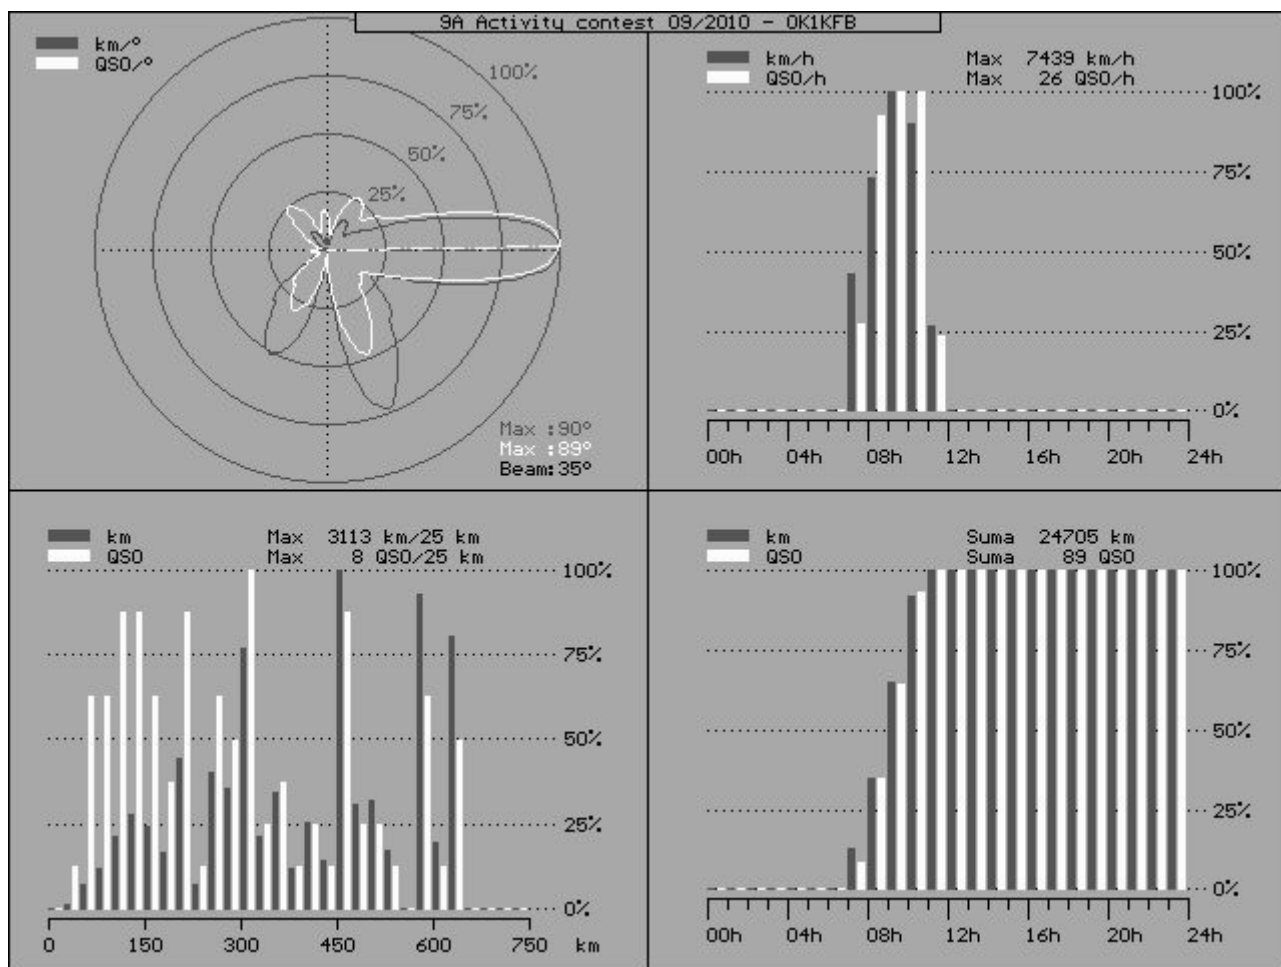 9A Activity contest 09/2010 - OK1KFB
km/°
QSO/°
100%
75%
50%
25%
Max :90°
Max :89°
Beam:35°
km/h Max 7439 km/h
QSO/h Max 26 QSO/h
100%
75%
50%
25%
0%
00h 04h 08h 12h 16h 20h 24h
km Max 3113 km/25 km
QSO Max 8 QSO/25 km
100%
75%
50%
25%
0%
0 150 300 450 600 750 km
km Suma 24705 km
QSO Suma 89 QSO
100%
75%
50%
25%
0%
00h 04h 08h 12h 16h 20h 24h